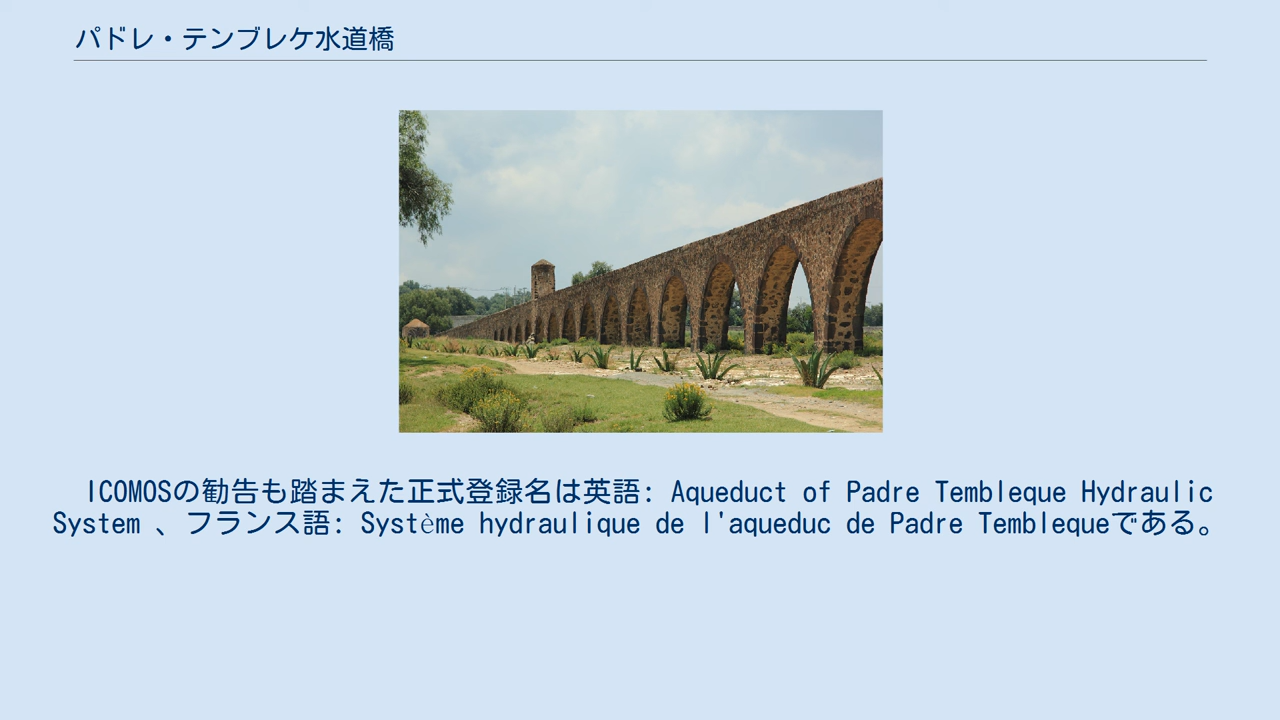 パドレ・テンブレケ水道橋
ICOMOSの勧告も踏まえた正式登録名は英語: Aqueduct of Padre Tembleque Hydraulic
System 、フランス語: Système hydraulique de l'aqueduc de Padre Temblequeである。